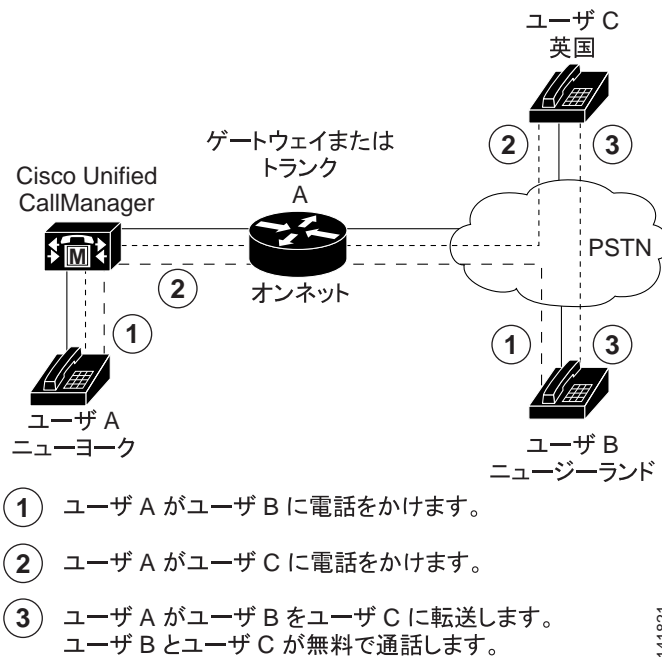 ユーザ C
英国
2
3
ゲートウェイまたは
トランク
A
Cisco Unified
CallManager
M
PSTN
2
オンネット
1
1
3
ユーザ A
ニューヨーク
ユーザ B
ニュージーランド
1 ユーザ A がユーザ B に電話をかけます。
2 ユーザ A がユーザ C に電話をかけます。
3 ユーザ A がユーザ B をユーザ C に転送します。
ユーザ B とユーザ C が無料で通話します。
141821